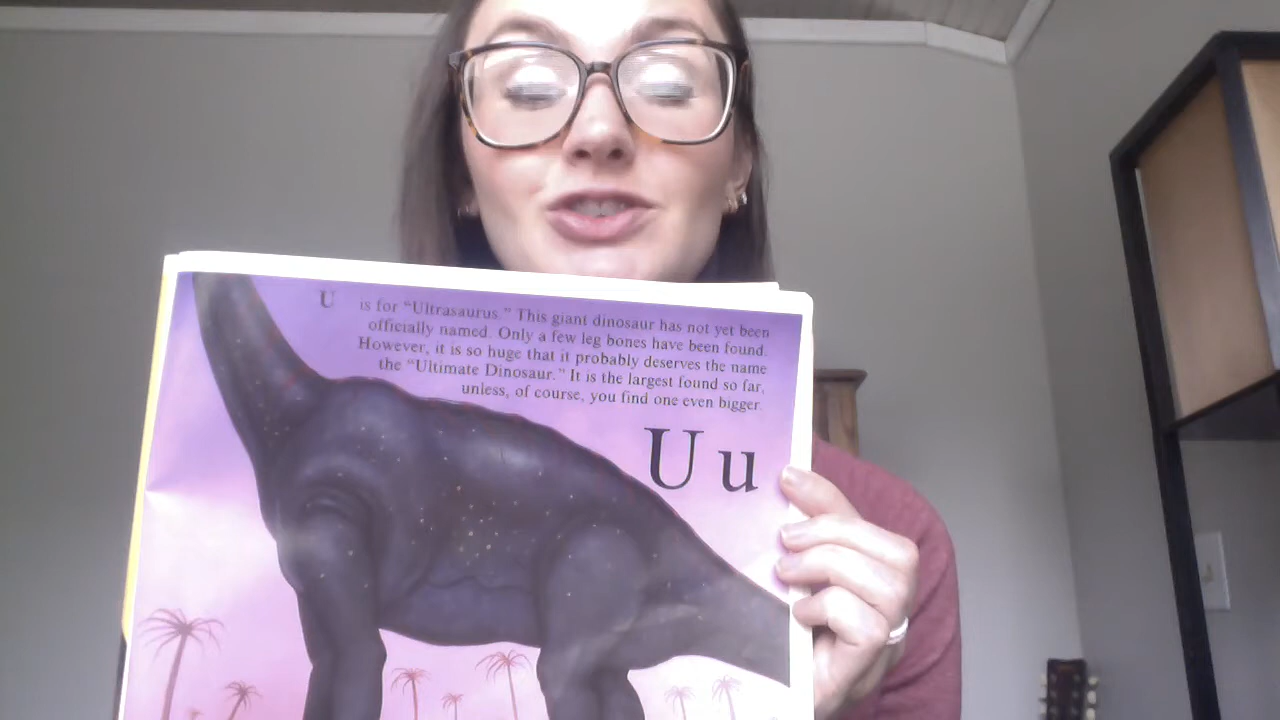 U is for “Ultrasaurus.” This giant dinosaur has not yet been
officially named. Only a few leg bones have been found.
However, it is so huge that it probably deserves the name
the “Ultimate Dinosaur.” It is the largest found so far,
unless, of course, you find one even bigger.
U u